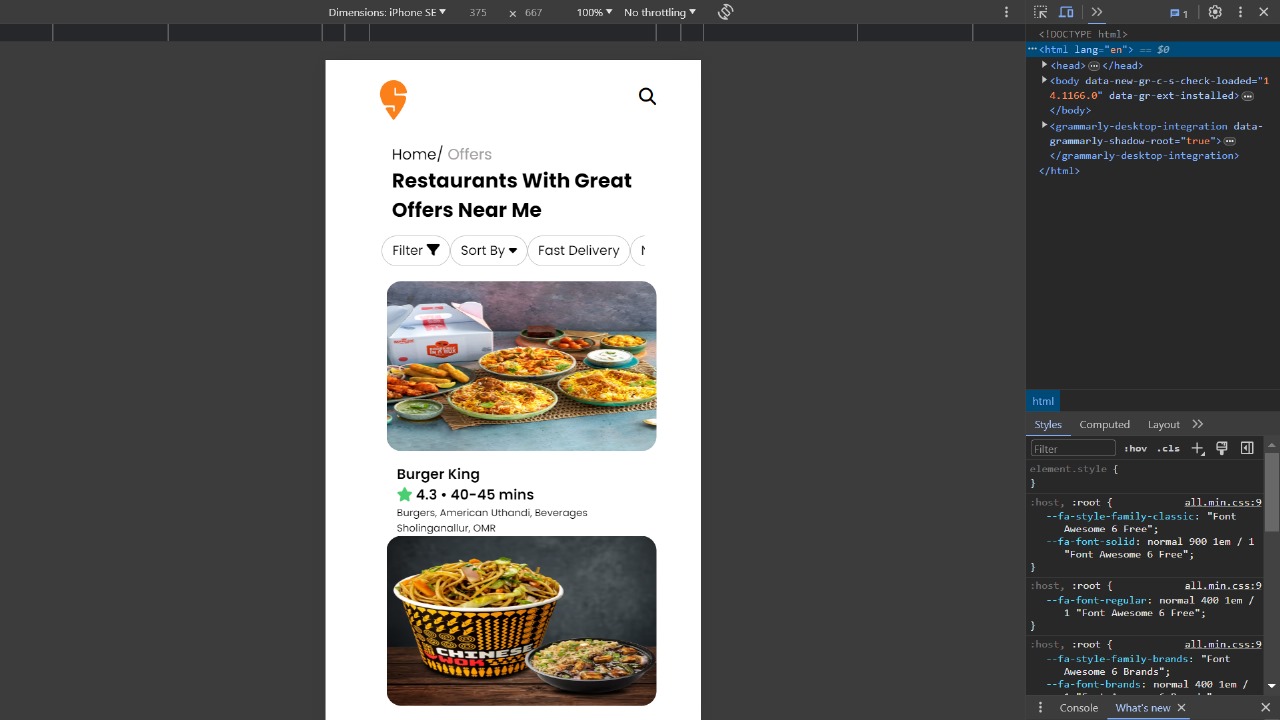 Dimensions: iPhone SE 375 × 667 100% No throttling
1
<!DOCTYPE html>
<html lang="en"> == $0
<head> </head>
<body data-new-gr-c-s-check-loaded="1
4.1166.0" data-gr-ext-installed>
</body>
<grammarly-desktop-integration data-
grammarly-shadow-root="true">
</grammarly-desktop-integration>
</html>
Home/ Offers
Restaurants With Great
Offers Near Me
Filter Sort By Fast Delivery
Burger King
4.3 • 40-45 mins
Burgers, American Uthandi, Beverages
Sholinganallur, OMR
CHINESE
WOK
html
Styles Computed Layout
Filter :hov .cls
element.style {
}
:host, :root { all.min.css:9
--fa-style-family-classic: "Font
Awesome 6 Free";
--fa-font-solid: normal 900 1em / 1
"Font Awesome 6 Free";
}
:host, :root { all.min.css:9
--fa-font-regular: normal 400 1em /
1 "Font Awesome 6 Free";
}
:host, :root { all.min.css:9
--fa-style-family-brands: "Font
Awesome 6 Brands";
--fa-font-brands: normal 400 1em /
Console What's new